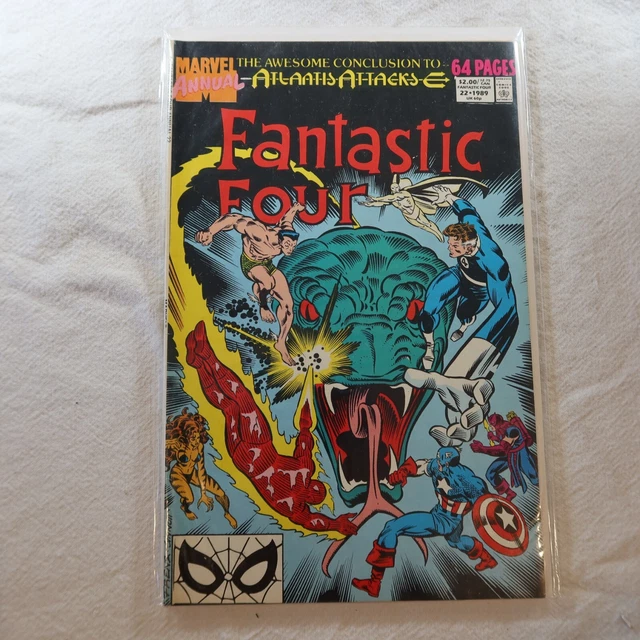 THE AWESOME CONCLUSION TO
MARVEL
ANNUAL
ATLANTIS ATTACKS
64 PAGES
$2.00
FANTASTIC FOUR
22 • 1989
Fantastic
Four